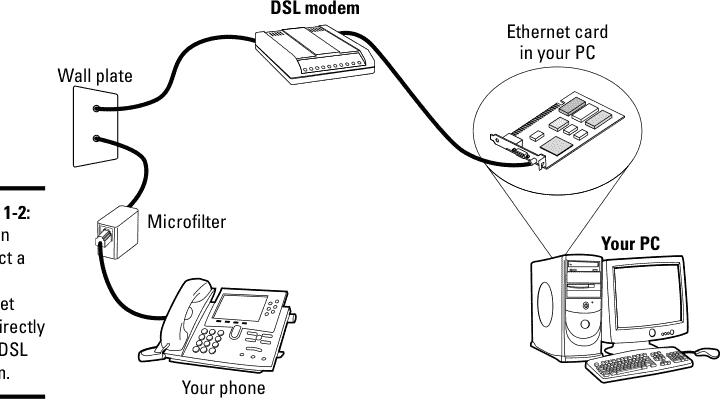 DSL modem
Ethernet card
in your PC
Wall plate
1-2:
Microfilter
Your PC
ct a
et
irectly
DSL
Your phone